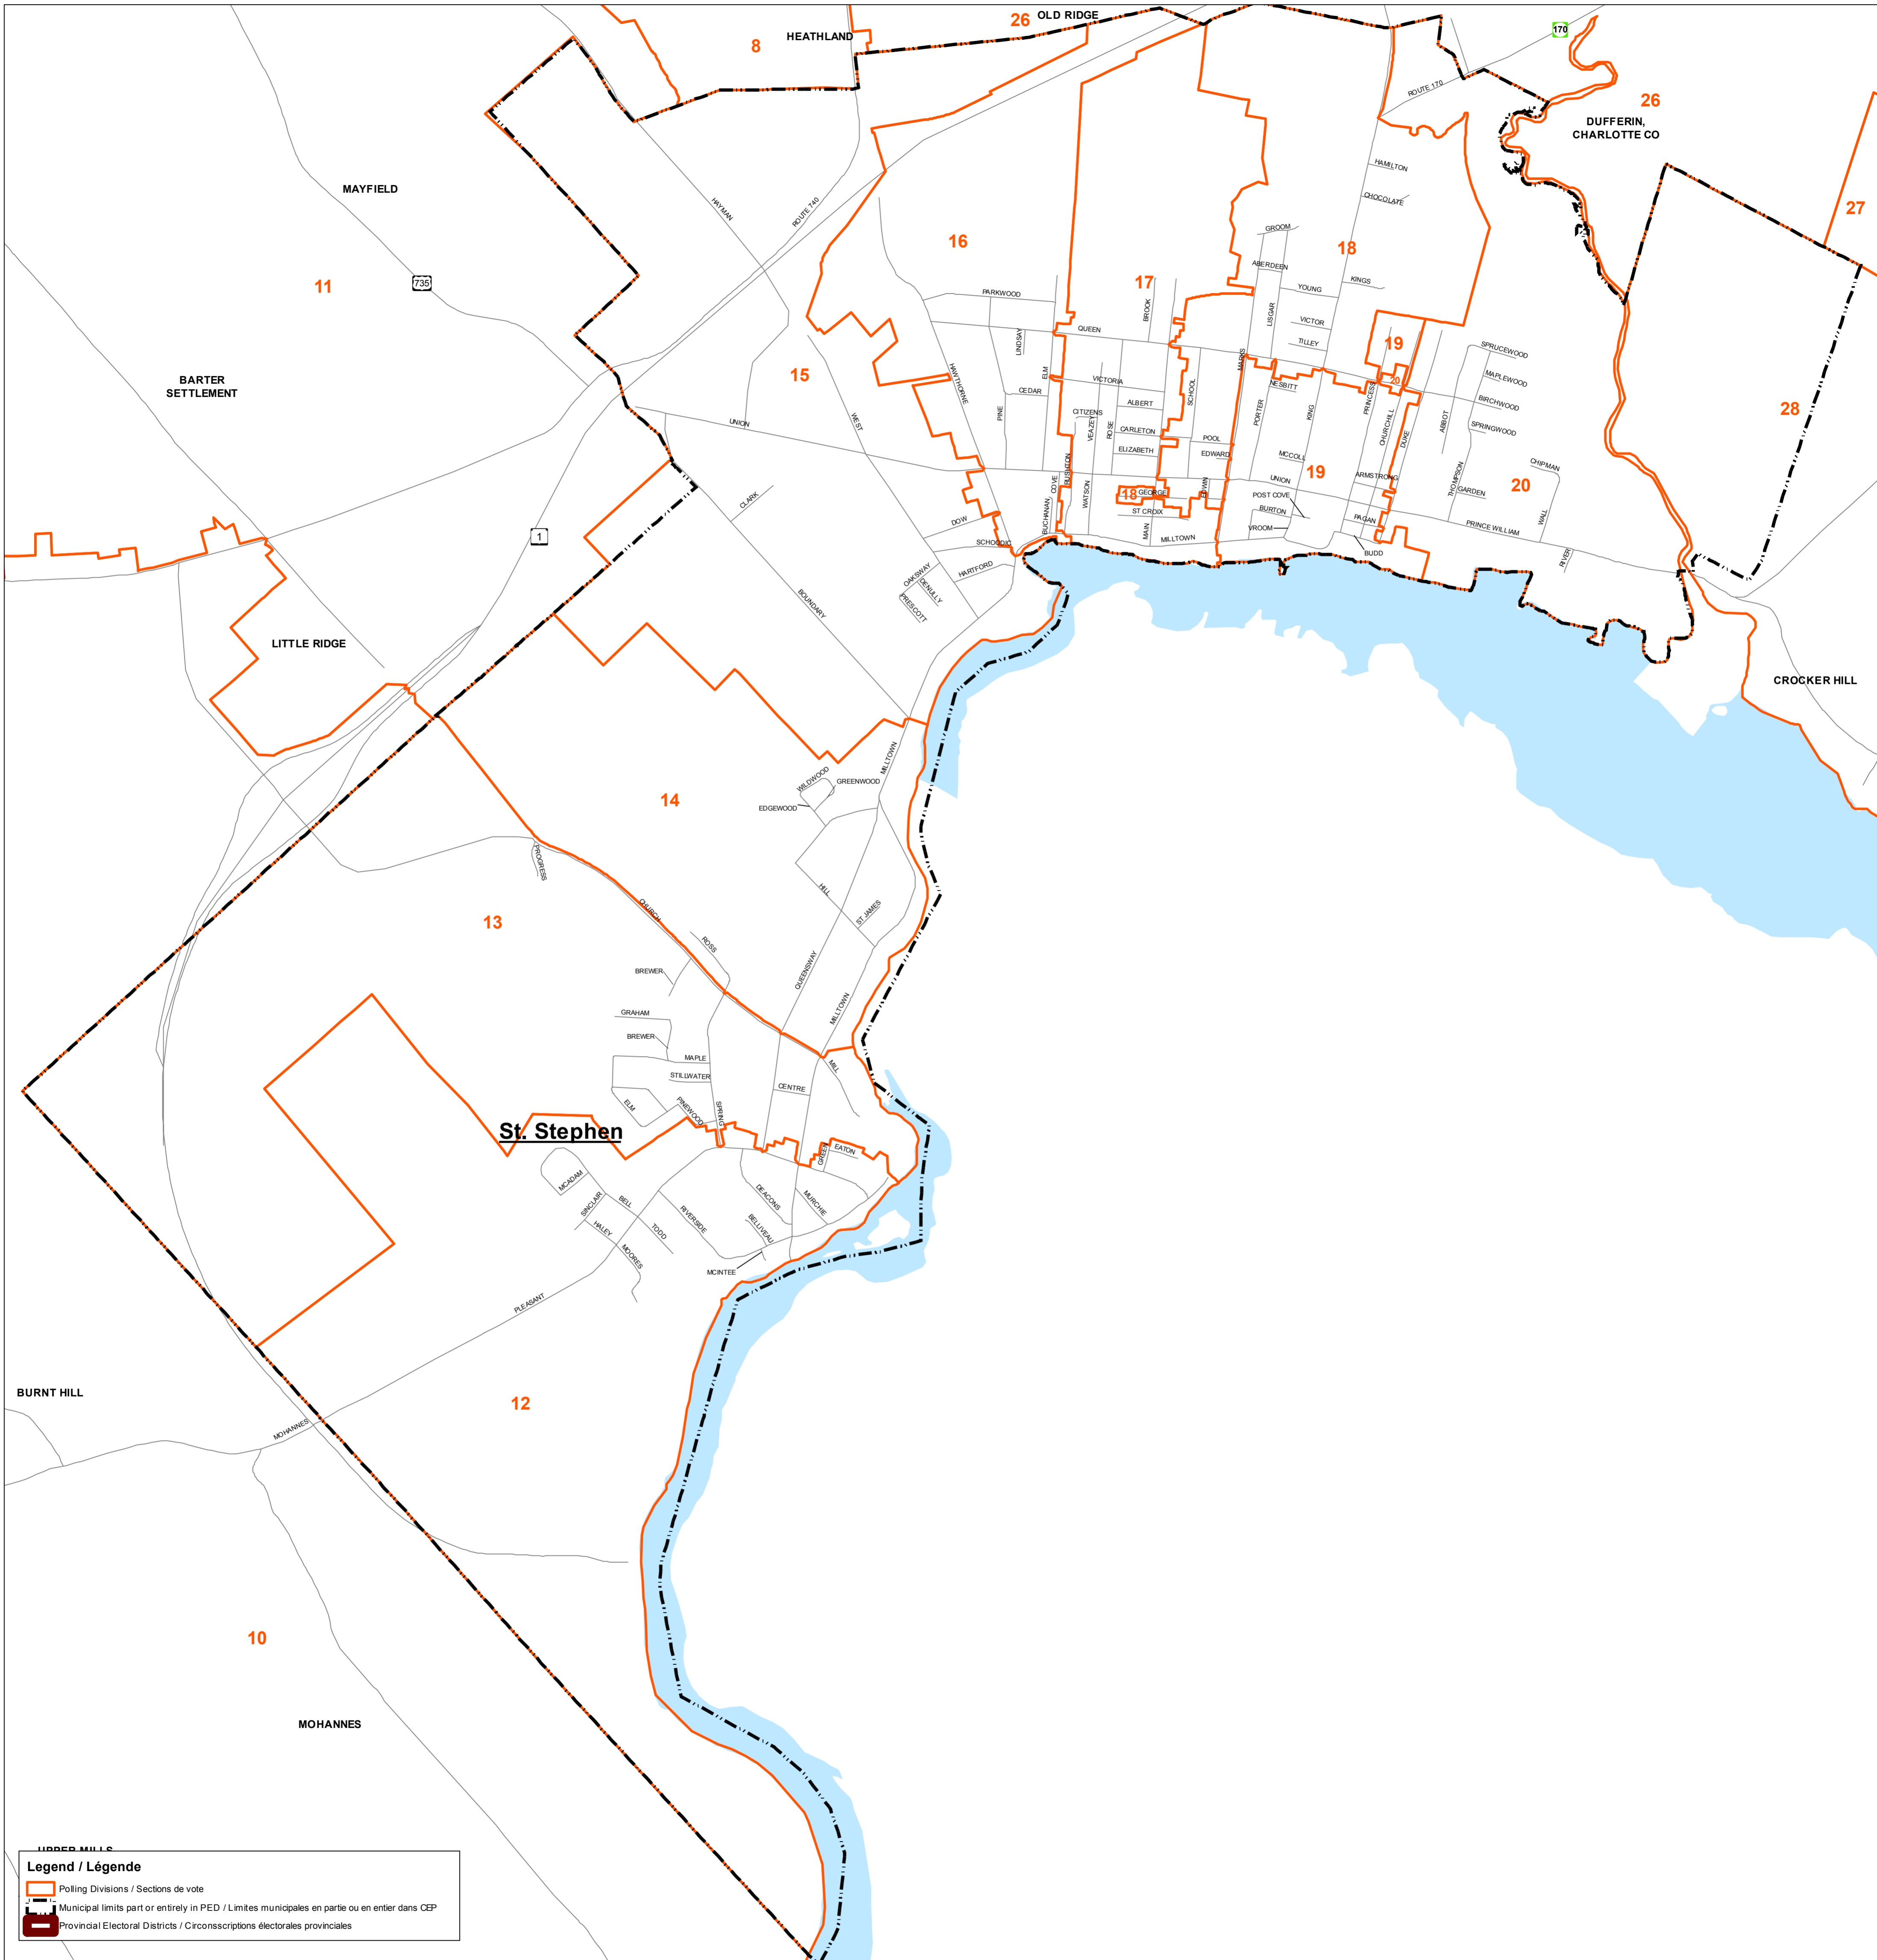 26
OLD RIDGE
8
HEATHLAND
170
ROUTE 170
26
DUFFERIN,
CHARLOTTE CO
27
MAYFIELD
HAYMAN
ROUTE 740
HAMILTON
CHOCOLATE
16
GROOM
18
ABERDEEN
11
735
17
KINGS
YOUNG
PARKWOOD
BROOK
LISGAR
VICTOR
QUEEN
LINDSAY
TILLEY
19
SPRUCEWOOD
BARTER
SETTLEMENT
15
HAWTHORNE
ELM
VICTORIA
MARKS
NESBITT
20
MAPLEWOOD
CEDAR
SCHOOL
PRINCESS
BIRCHWOOD
28
PINE
CITIZENS
ALBERT
PORTER
KING
CHURCHILL
ABBOT
UNION
WEST
VEAZEY
ROSE
CARLETON
POOL
DUKE
SPRINGWOOD
ELIZABETH
EDWARD
MCCOLL
CHIPMAN
RUSHTON
COVE
UNION
19
ARMSTRONG
THOMPSON
GARDEN
20
CLARK
18
GEORGE
ERWIN
POST COVE
BUCHANAN
WATSON
ST CROIX
BURTON
PAGAN
PRINCE WILLIAM
WALL
DOW
MAIN
VROOM
1
SCHOODIC
MILLTOWN
BUDD
RIVER
OAKSWAY
DENULLY
HARTFORD
PRESCOTT
BOUNDARY
LITTLE RIDGE
CROCKER HILL
MILLTOWN
WILDWOOD
GREENWOOD
14
EDGEWOOD
PROGRESS
HILL
CHURCH
ST JAMES
13
ROSS
QUEENSWAY
BREWER
MILLTOWN
GRAHAM
BREWER
MAPLE
MILL
STILLWATER
CENTRE
ELM
PINEWOOD
SPRING
St. Stephen
GREEN
EATON
MCADAM
SINCLAIR
BELL
DEACONS
MURCHIE
HALEY
TODD
RIVERSIDE
BELLIVEAU
MOORES
MCINTEE
PLEASANT
BURNT HILL
12
MOHANNES
10
MOHANNES
UPPER MILLS
Legend / Légende
Polling Divisions / Sections de vote
Municipal limits part or entirely in PED / Limites municipales en partie ou en entier dans CEP
Provincial Electoral Districts / Circonsscriptions électorales provinciales